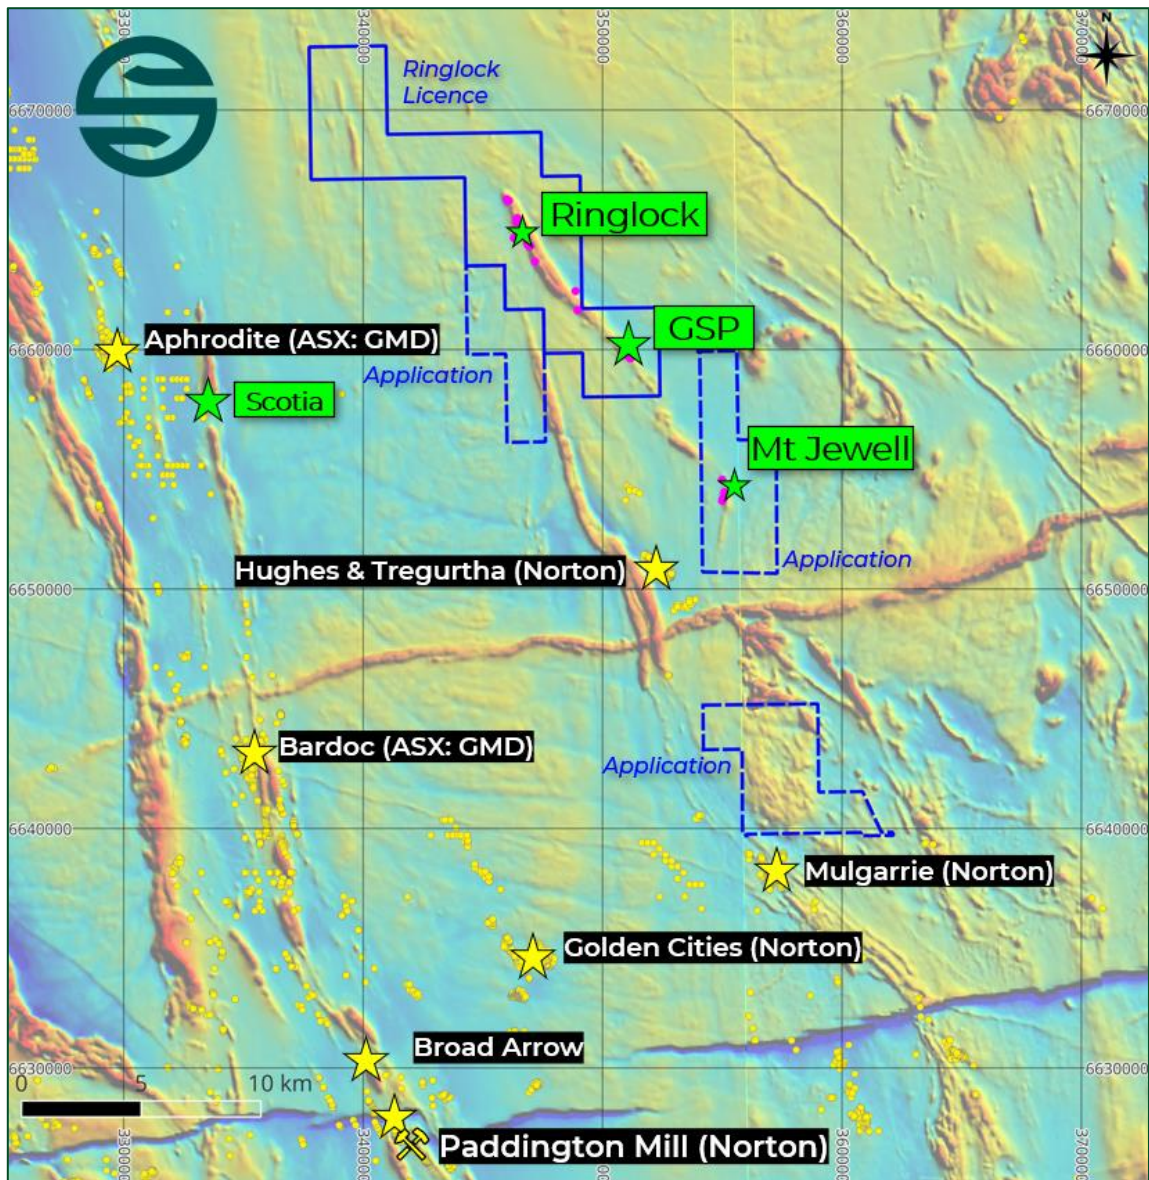 N
330000
340000
350000
360000
370000
Ringlock
Licence
6670000
6670000
Ringlock
GSP
Aphrodite (ASX: GMD)
6660000
6660000
Application
Scotia
Mt Jewell
Application
Hughes & Tregurtha (Norton)
6650000
6650000
Bardoc (ASX: GMD)
Application
6640000
6640000
Mulgarrie (Norton)
Golden Cities (Norton)
Broad Arrow
6630000
6630000
0 5 10 km
Paddington Mill (Norton)
330000
340000
350000
360000
370000